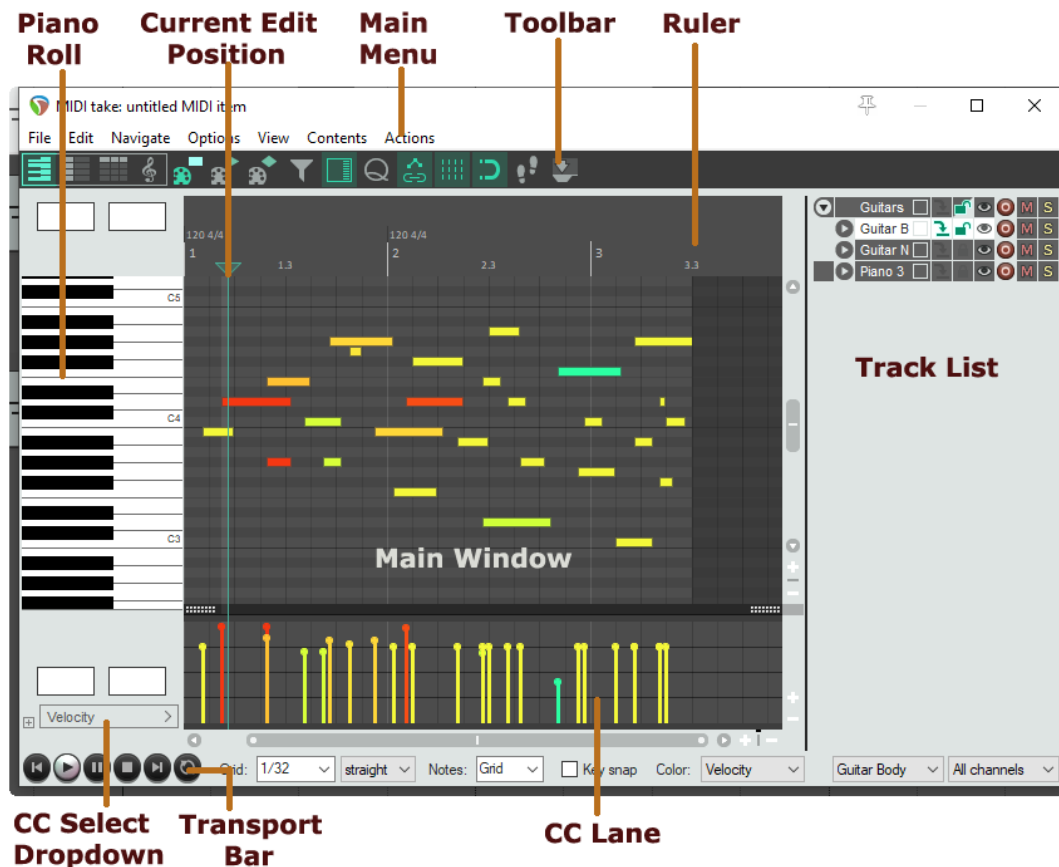 Piano Roll
Current Edit Position
Main Menu
Toolbar
Ruler
MIDI take: untitled MIDI item
File Edit Navigate Options View Contents Actions
120 4/4 120 4/4
1 1.3 2 2.3 3 3.3
Guitars M S
Guitar B M S
Guitar N M S
Piano 3 M S
C5
C4
C3
Track List
Main Window
Velocity
Grid: 1/32 straight Notes: Grid Key snap Color: Velocity Guitar Body All channels
CC Select Dropdown
Transport Bar
CC Lane